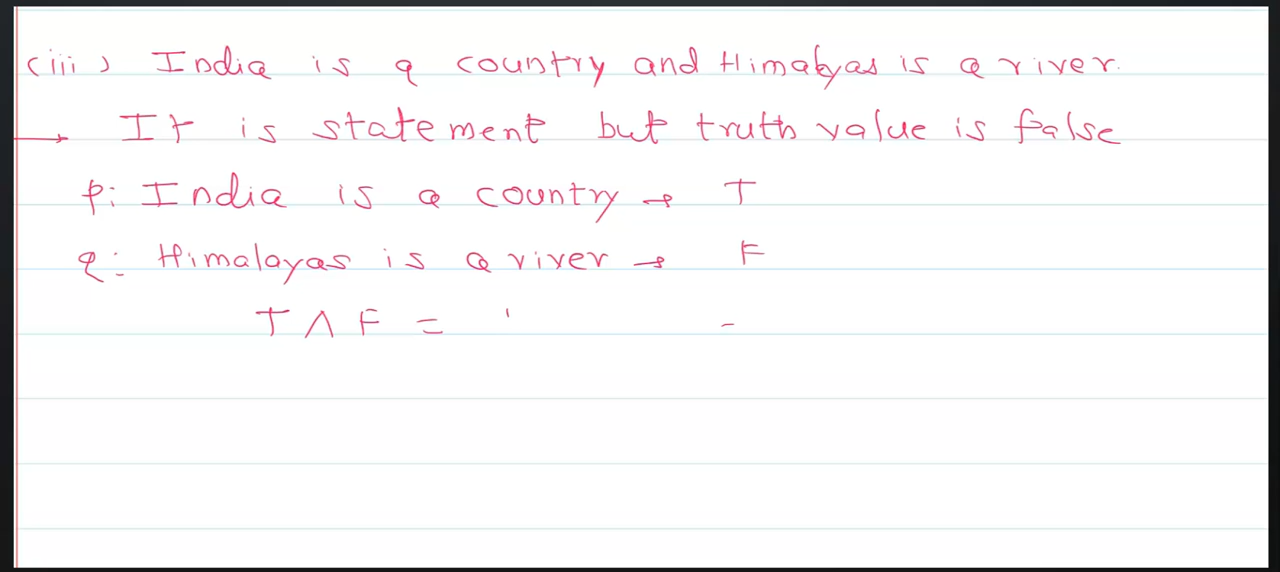 (iii) India is a country and Himalayas is a river.
→ It is statement but truth value is false
p: India is a country → T
q: Himalayas is a river → F
T ∧ F =